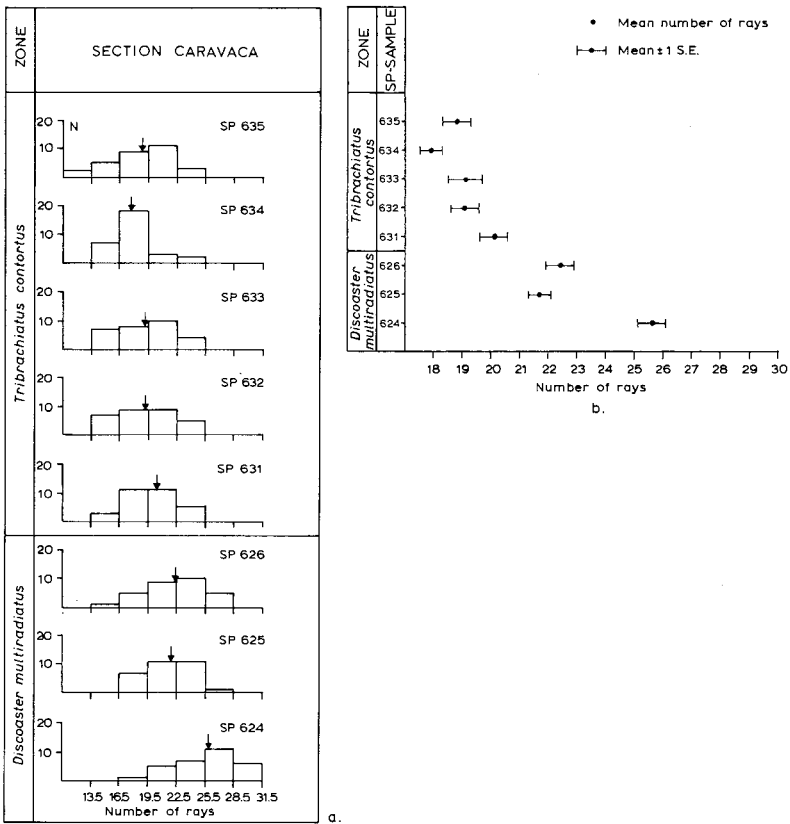 ZONE
SECTION CARAVACA
Tribrachiatus contortus
Discoaster multiradiatus
20
10
N
SP 635
20
10
SP 634
20
10
SP 633
20
10
SP 632
20
10
SP 631
20
10
SP 626
20
10
SP 625
20
10
SP 624
13.5 16.5 19.5 22.5 25.5 28.5 31.5
Number of rays
a.
ZONE
SP-SAMPLE
Mean number of rays
Mean ± 1 S.E.
Tribrachiatus
contortus
Discoaster
multiradiatus
635
634
633
632
631
626
625
624
18 19 20 21 22 23 24 25 26 27 28 29 30
Number of rays
b.